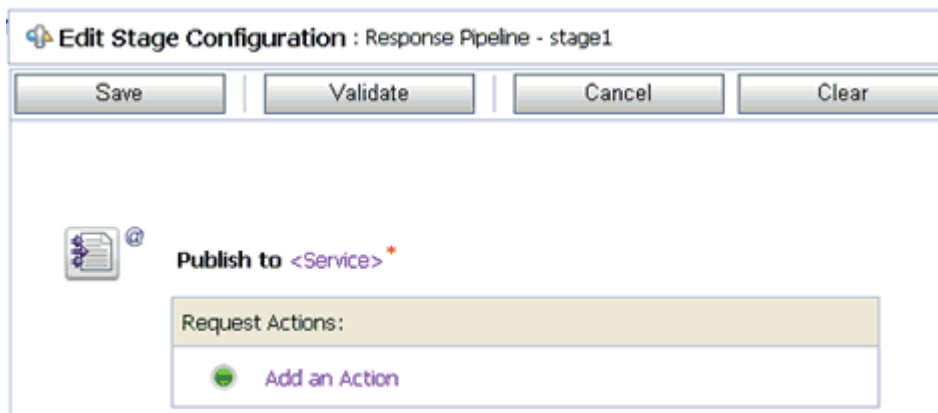 Edit Stage Configuration : Response Pipeline - stage1
Save Validate Cancel Clear
@
Publish to <Service>*
Request Actions:
Add an Action